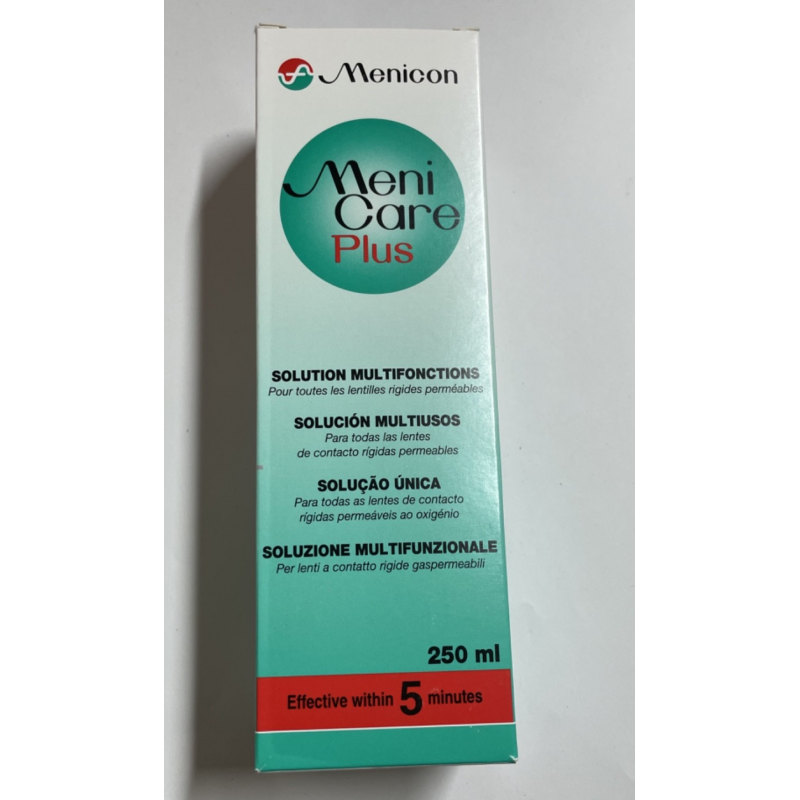 Menicon
Meni
Care
Plus
SOLUTION MULTIFONCTIONS
Pour toutes les lentilles rigides perméables
SOLUCIÓN MULTIUSOS
Para todas las lentes
de contacto rígidas permeables
SOLUÇÃO ÚNICA
Para todas as lentes de contacto
rígidas permeáveis ao oxigénio
SOLUZIONE MULTIFUNZIONALE
Per lenti a contatto rigide gaspermeabili
250 ml
Effective within 5 minutes